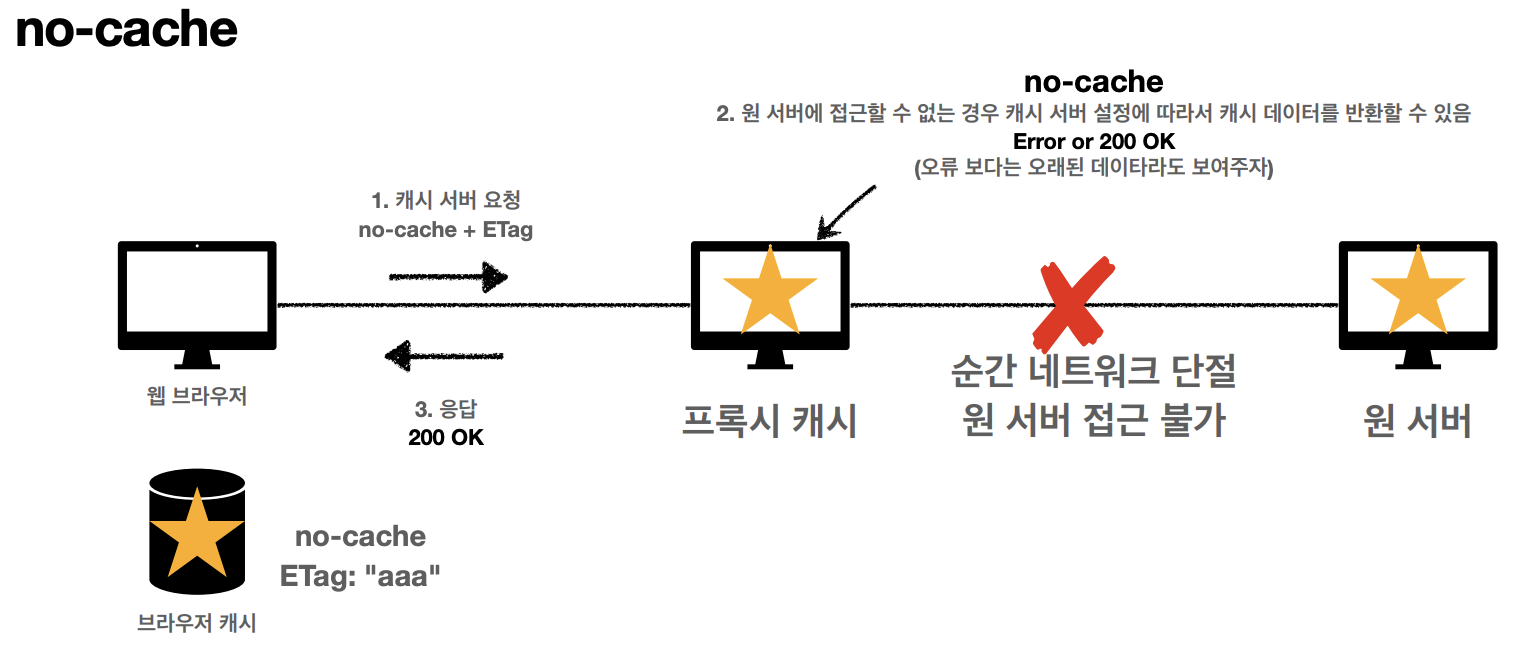 no-cache
no-cache
2. 원 서버에 접근할 수 없는 경우 캐시 서버 설정에 따라서 캐시 데이터를 반환할 수 있음
Error or 200 OK
(오류 보다는 오래된 데이타라도 보여주자)
1. 캐시 서버 요청
no-cache + ETag
웹 브라우저
3. 응답
200 OK
프록시 캐시
순간 네트워크 단절
원 서버 접근 불가
원 서버
no-cache
ETag: "aaa"
브라우저 캐시